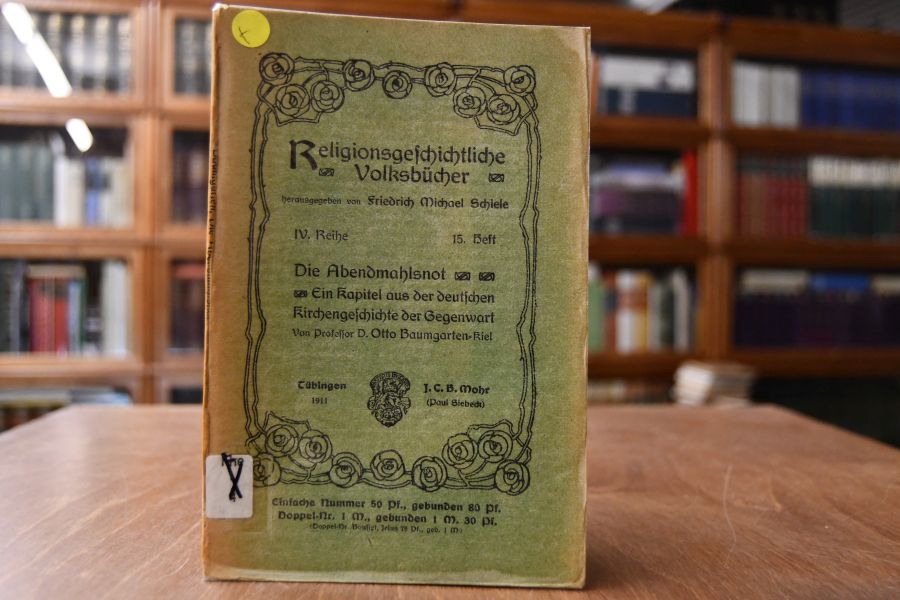 Religionsgeschichtliche
Volksbücher
herausgegeben von Friedrich Michael Schiele
IV. Reihe 15. Heft
Die Abendmahlsnot
Ein Kapitel aus der deutschen
Kirchengeschichte der Gegenwart
Von Professor D. Otto Baumgarten-Kiel
Tübingen
1911
J. C. B. Mohr
(Paul Siebeck)
Einfache Nummer 50 Pf., gebunden 80 Pf.
Doppel-Nr. 1 M., gebunden 1 M. 30 Pf.